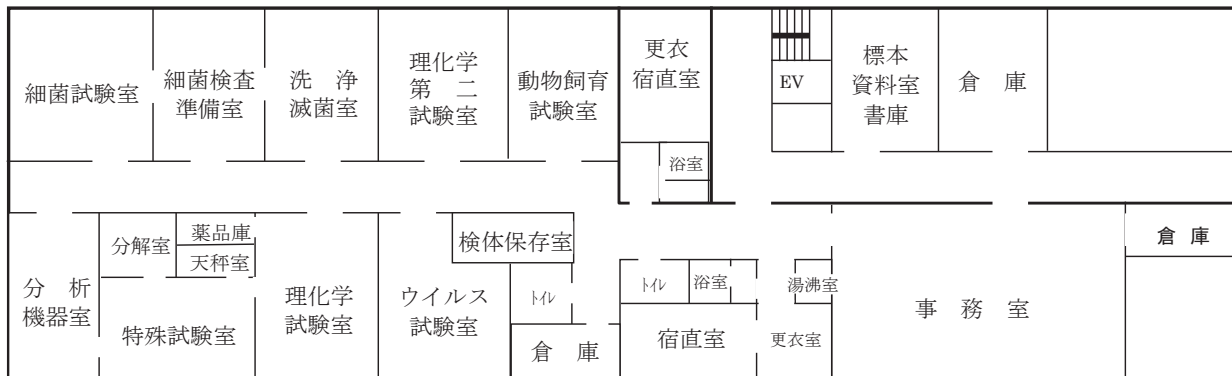 細菌試験室
細菌検査
準備室
洗　浄
滅菌室
理化学
第　二
試験室
動物飼育
試験室
更衣
宿直室
浴室
EV
標本
資料室
書庫
倉　庫
分　析
機器室
分解室
薬品庫
天秤室
特殊試験室
理化学
試験室
ウイルス
試験室
検体保存室
ﾄｲﾚ
倉　庫
ﾄｲﾚ
浴室
宿直室
湯沸室
更衣室
事　務　室
倉　庫